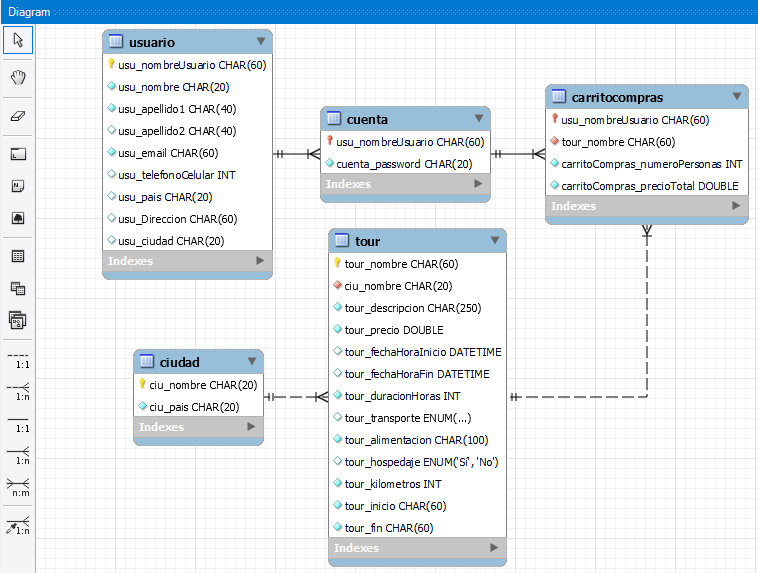 Diagram
usuario
usu_nombreUsuario CHAR(60)
usu_nombre CHAR(20)
usu_apellido1 CHAR(40)
usu_apellido2 CHAR(40)
usu_email CHAR(60)
usu_telefonoCelular INT
usu_pais CHAR(20)
usu_Direccion CHAR(60)
usu_ciudad CHAR(20)
Indexes
cuenta
usu_nombreUsuario CHAR(60)
cuenta_password CHAR(20)
Indexes
carritocompras
usu_nombreUsuario CHAR(60)
tour_nombre CHAR(60)
carritoCompras_numeroPersonas INT
carritoCompras_precioTotal DOUBLE
Indexes
tour
tour_nombre CHAR(60)
ciu_nombre CHAR(20)
tour_descripcion CHAR(250)
tour_precio DOUBLE
tour_fechaHoraInicio DATETIME
tour_fechaHoraFin DATETIME
tour_duracionHoras INT
tour_transporte ENUM(...)
tour_alimentacion CHAR(100)
tour_hospedaje ENUM('Si', 'No')
tour_kilometros INT
tour_inicio CHAR(60)
tour_fin CHAR(60)
Indexes
ciudad
ciu_nombre CHAR(20)
ciu_pais CHAR(20)
Indexes
1:1
1:n
1:1
1:n
n:m
1:n